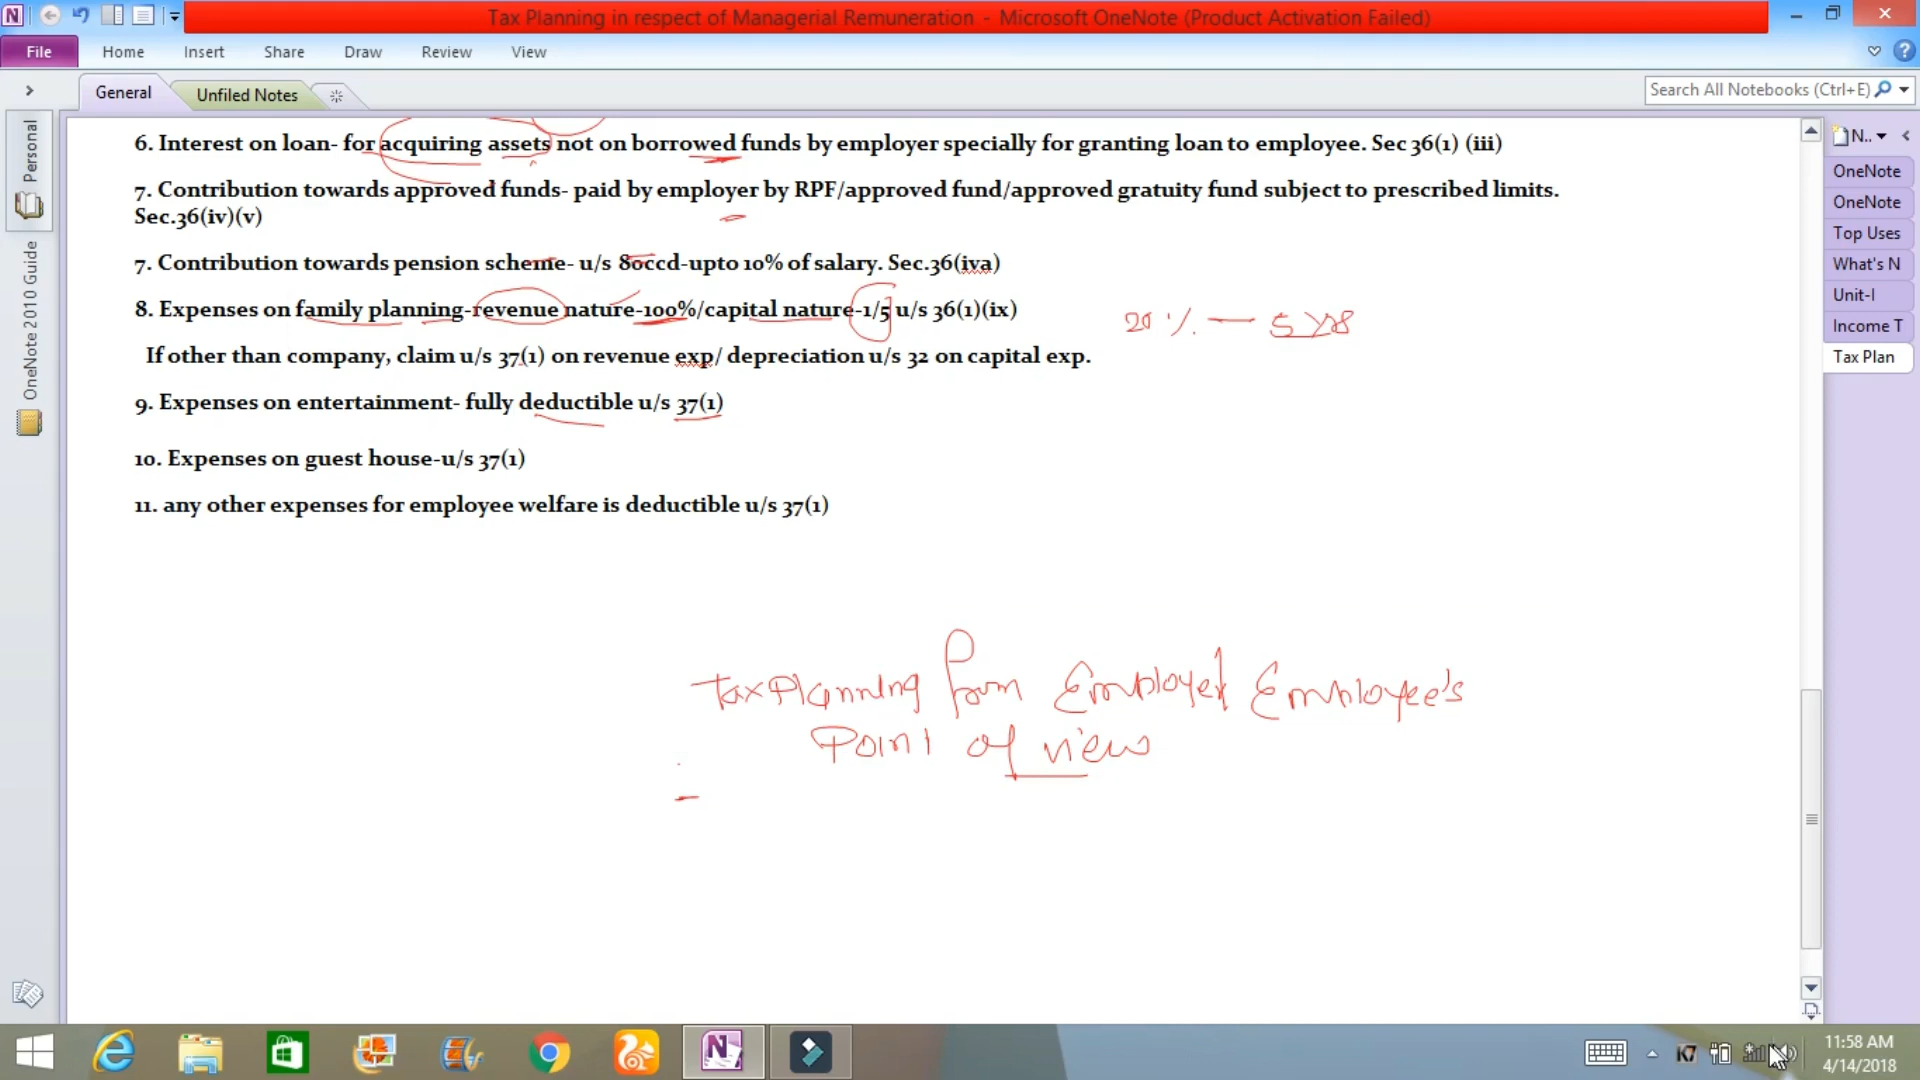 Tax Planning in respect of Managerial Remuneration - Microsoft OneNote (Product Activation Failed)
File Home Insert Share Draw Review View
General Unfiled Notes Search All Notebooks (Ctrl+E)
Personal
OneNote 2010 Guide
6. Interest on loan- for acquiring assets not on borrowed funds by employer specially for granting loan to employee. Sec 36(1) (iii)
7. Contribution towards approved funds- paid by employer by RPF/approved fund/approved gratuity fund subject to prescribed limits.
Sec.36(iv)(v)
7. Contribution towards pension scheme- u/s 80ccd-upto 10% of salary. Sec.36(iva)
8. Expenses on family planning-revenue nature-100%/capital nature-1/5 u/s 36(1)(ix)
20 % — 5 yrs
If other than company, claim u/s 37(1) on revenue exp/ depreciation u/s 32 on capital exp.
9. Expenses on entertainment- fully deductible u/s 37(1)
10. Expenses on guest house-u/s 37(1)
11. any other expenses for employee welfare is deductible u/s 37(1)
Tax Planning from Employer Employee's
Point of view
N..
OneNote
OneNote
Top Uses
What's N
Unit-I
Income T
Tax Plan
K7
11:58 AM
4/14/2018